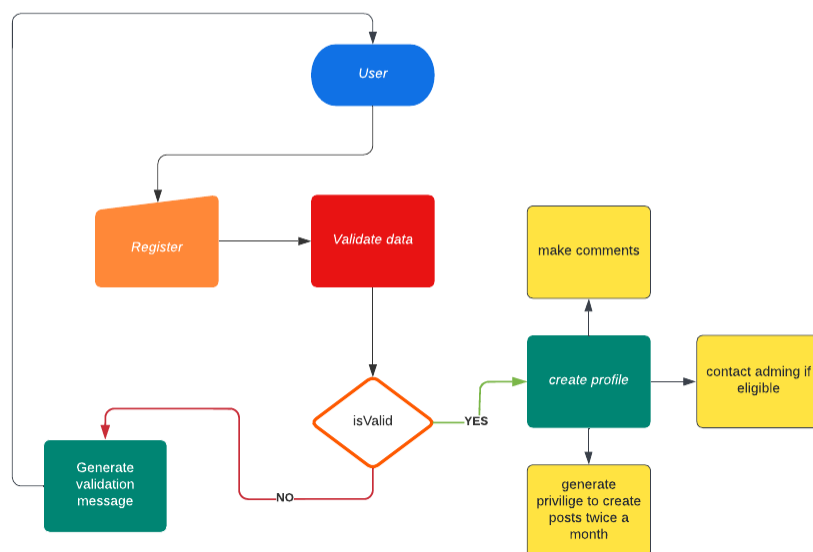 User
Register
Validate data
make comments
create profile
contact adming if
eligible
isValid
YES
Generate
validation
message
NO
generate
privilige to create
posts twice a
month